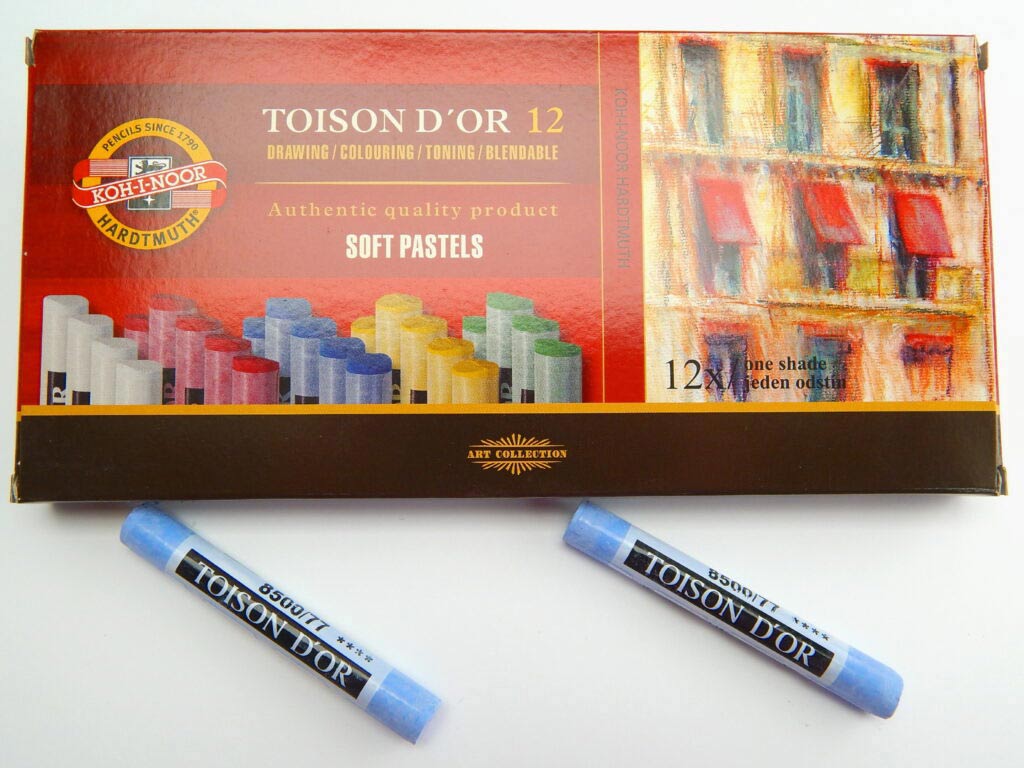 PENCILS SINCE 1790
KOH-I-NOOR
HARDTMUTH®
TOISON D´OR 12
DRAWING / COLOURING / TONING / BLENDABLE
Authentic quality product
SOFT PASTELS
KOH-I-NOOR HARDTMUTH
12x/ one shade
jeden odstín
R
R
ART COLLECTION
8500/77 ****
TOISON D'OR
8500/77 ****
TOISON D'OR